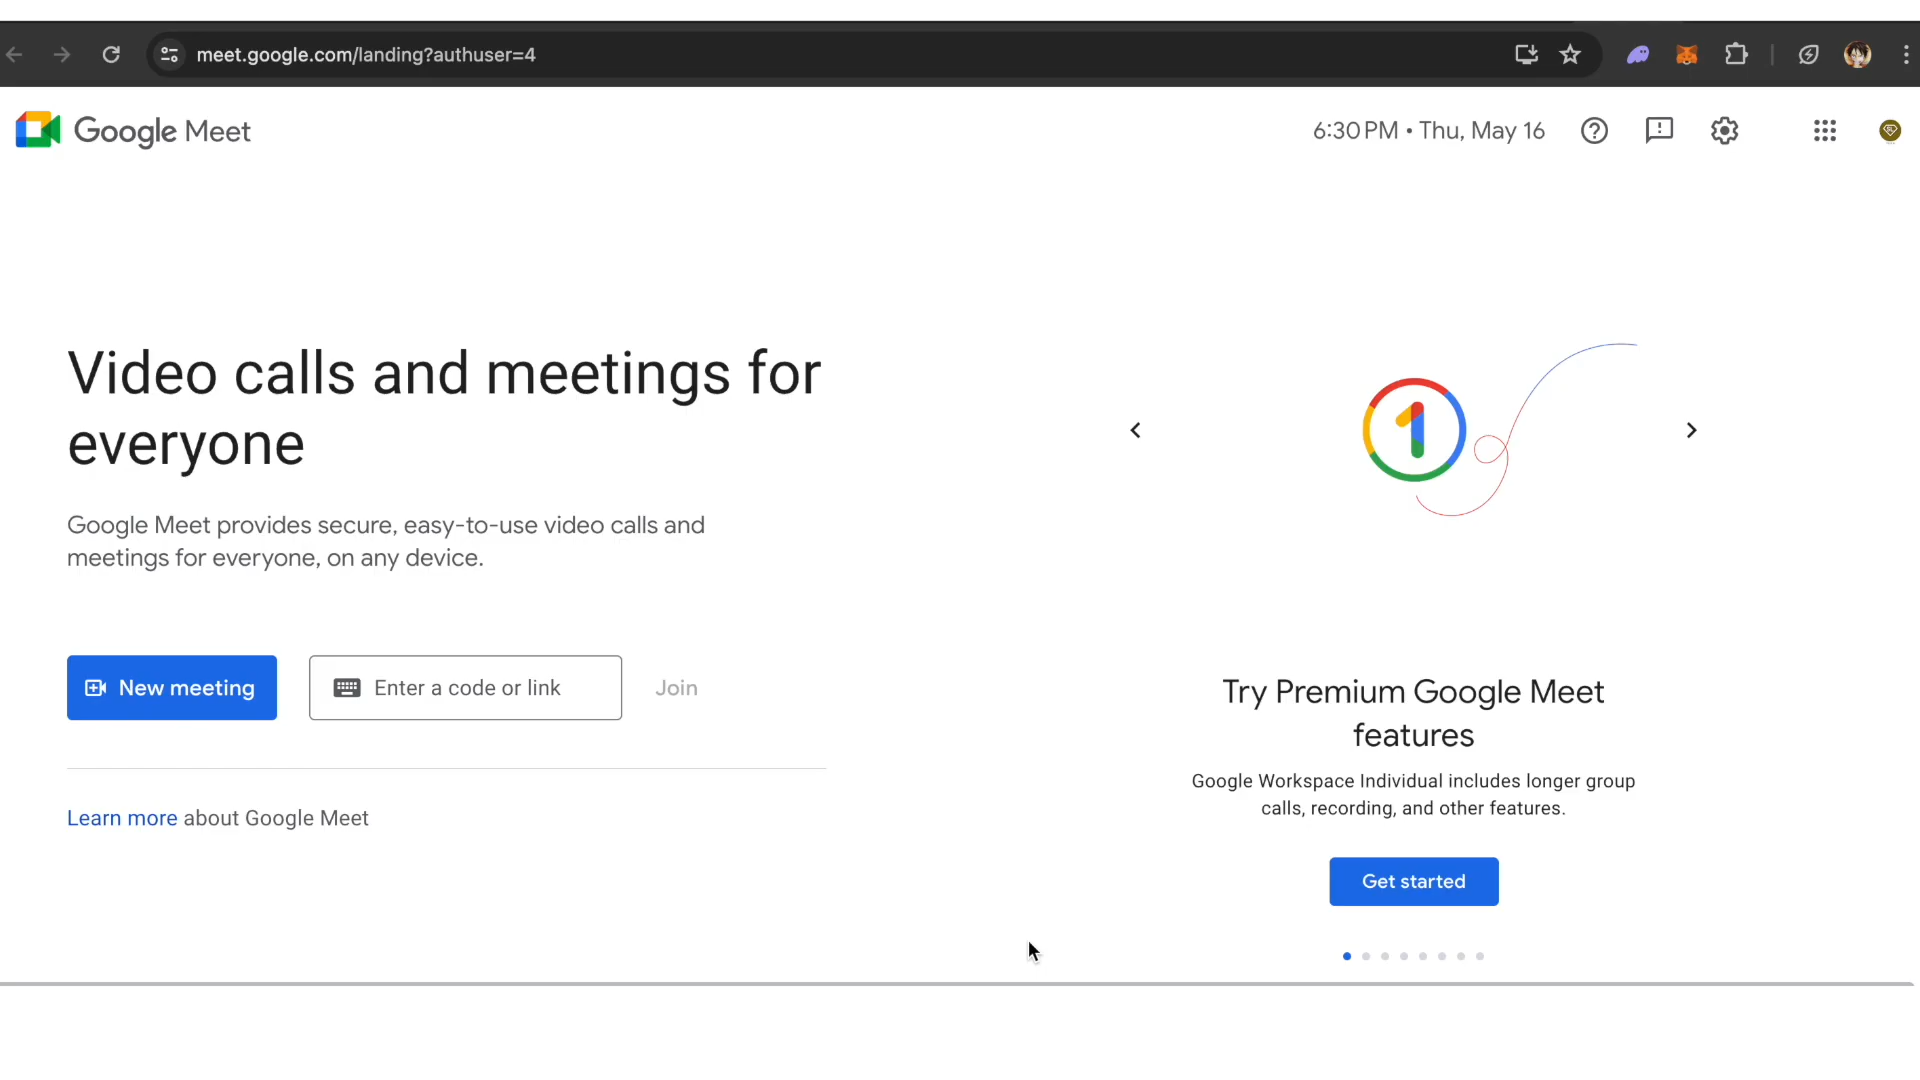 meet.google.com/landing?authuser=4
Google Meet
6:30 PM • Thu, May 16
Video calls and meetings for
everyone
Google Meet provides secure, easy-to-use video calls and
meetings for everyone, on any device.
New meeting
Enter a code or link
Join
Learn more about Google Meet
1
Try Premium Google Meet
features
Google Workspace Individual includes longer group
calls, recording, and other features.
Get started